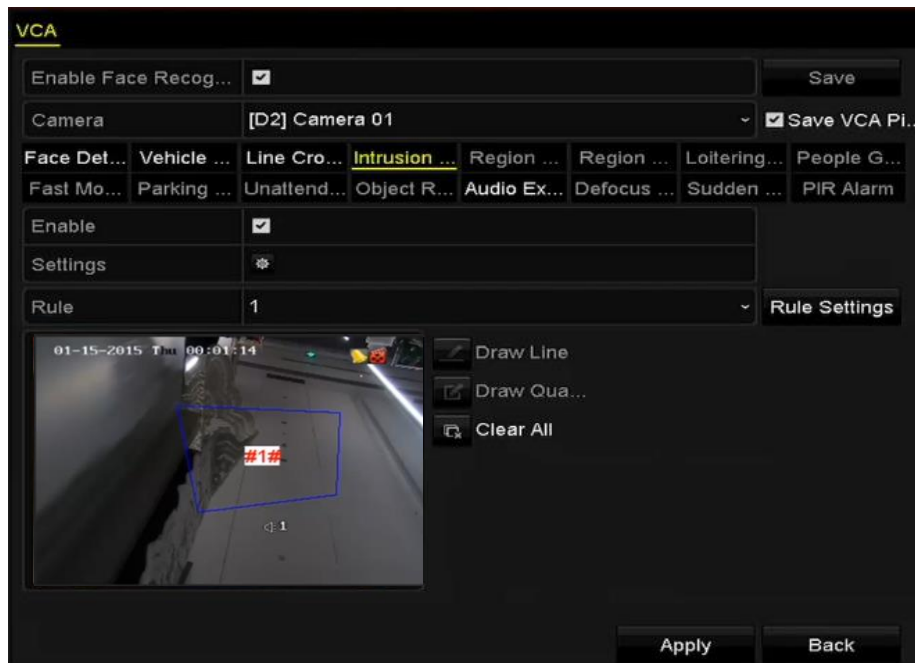 VCA
Enable Face Recog...
Save
Camera
[D2] Camera 01
Save VCA Pi..
Face Det... Vehicle ... Line Cro... Intrusion ... Region ... Region ... Loitering... People G...
Fast Mo... Parking ... Unattend... Object R... Audio Ex... Defocus ... Sudden ... PIR Alarm
Enable
Settings
Rule
1
Rule Settings
01-15-2015 Thu 00:01:14
Draw Line
Draw Qua...
Clear All
#1#
1
Apply
Back